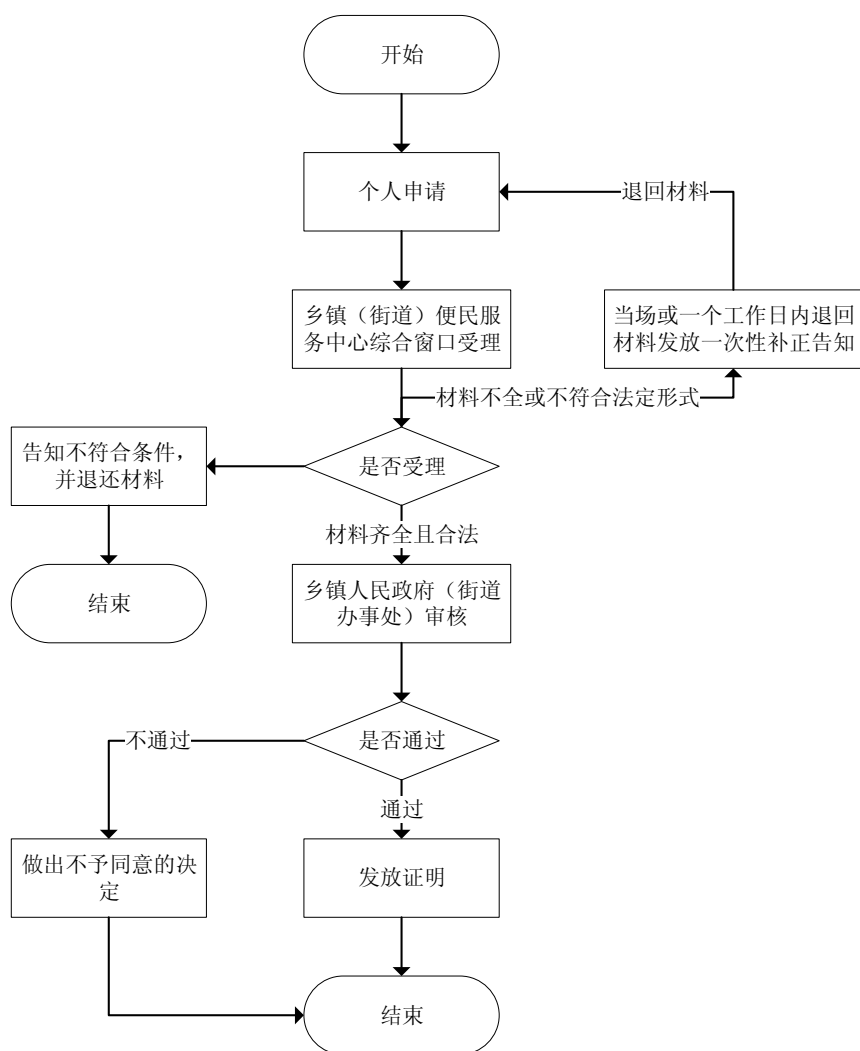 开始
个人申请
退回材料
乡镇（街道）便民服
务中心综合窗口受理
当场或一个工作日内退回
材料发放一次性补正告知
材料不全或不符合法定形式
告知不符合条件，
并退还材料
是否受理
材料齐全且合法
结束
乡镇人民政府（街道
办事处）审核
不通过
是否通过
通过
做出不予同意的决
定
发放证明
结束